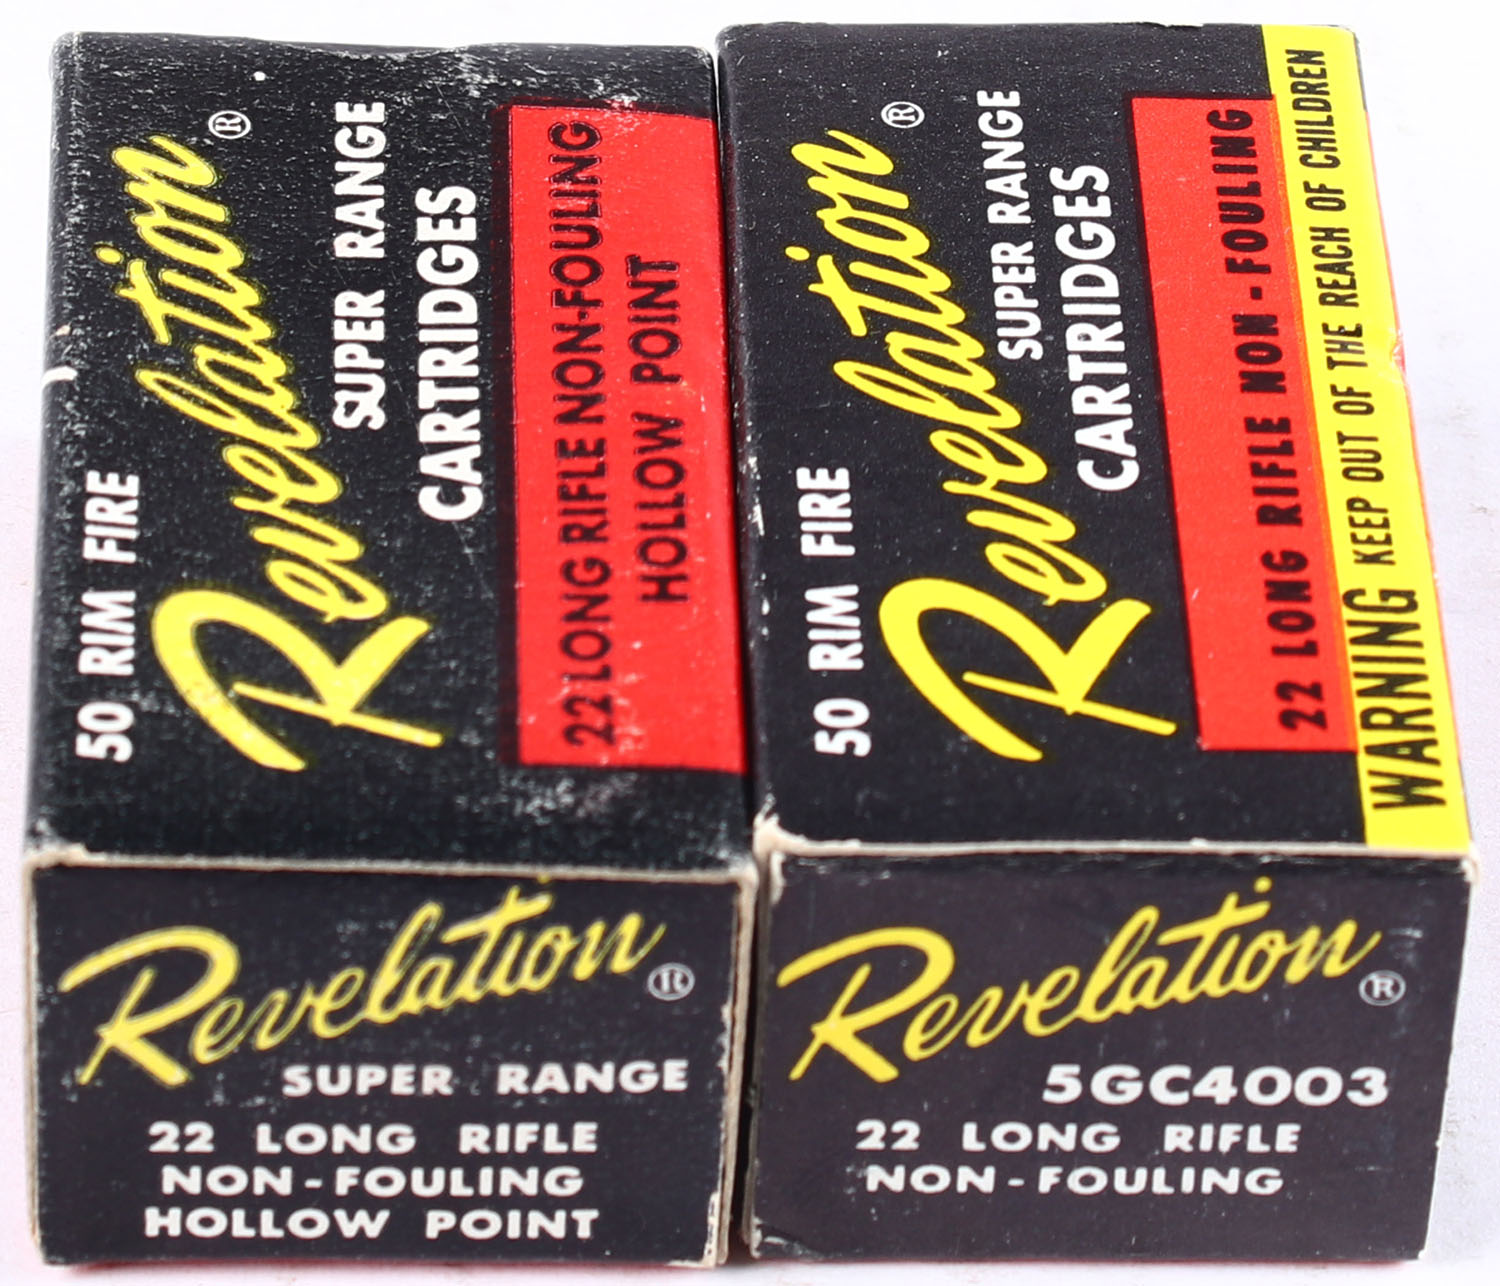 50 RIM FIRE
Revelation®
SUPER RANGE
CARTRIDGES
22 LONG RIFLE NON-FOULING
HOLLOW POINT
Revelation®
SUPER RANGE
22 LONG RIFLE
NON-FOULING
HOLLOW POINT
50 RIM FIRE
Revelation®
SUPER RANGE
CARTRIDGES
22 LONG RIFLE NON-FOULING
WARNING KEEP OUT OF THE REACH OF CHILDREN
Revelation®
5GC4003
22 LONG RIFLE
NON-FOULING